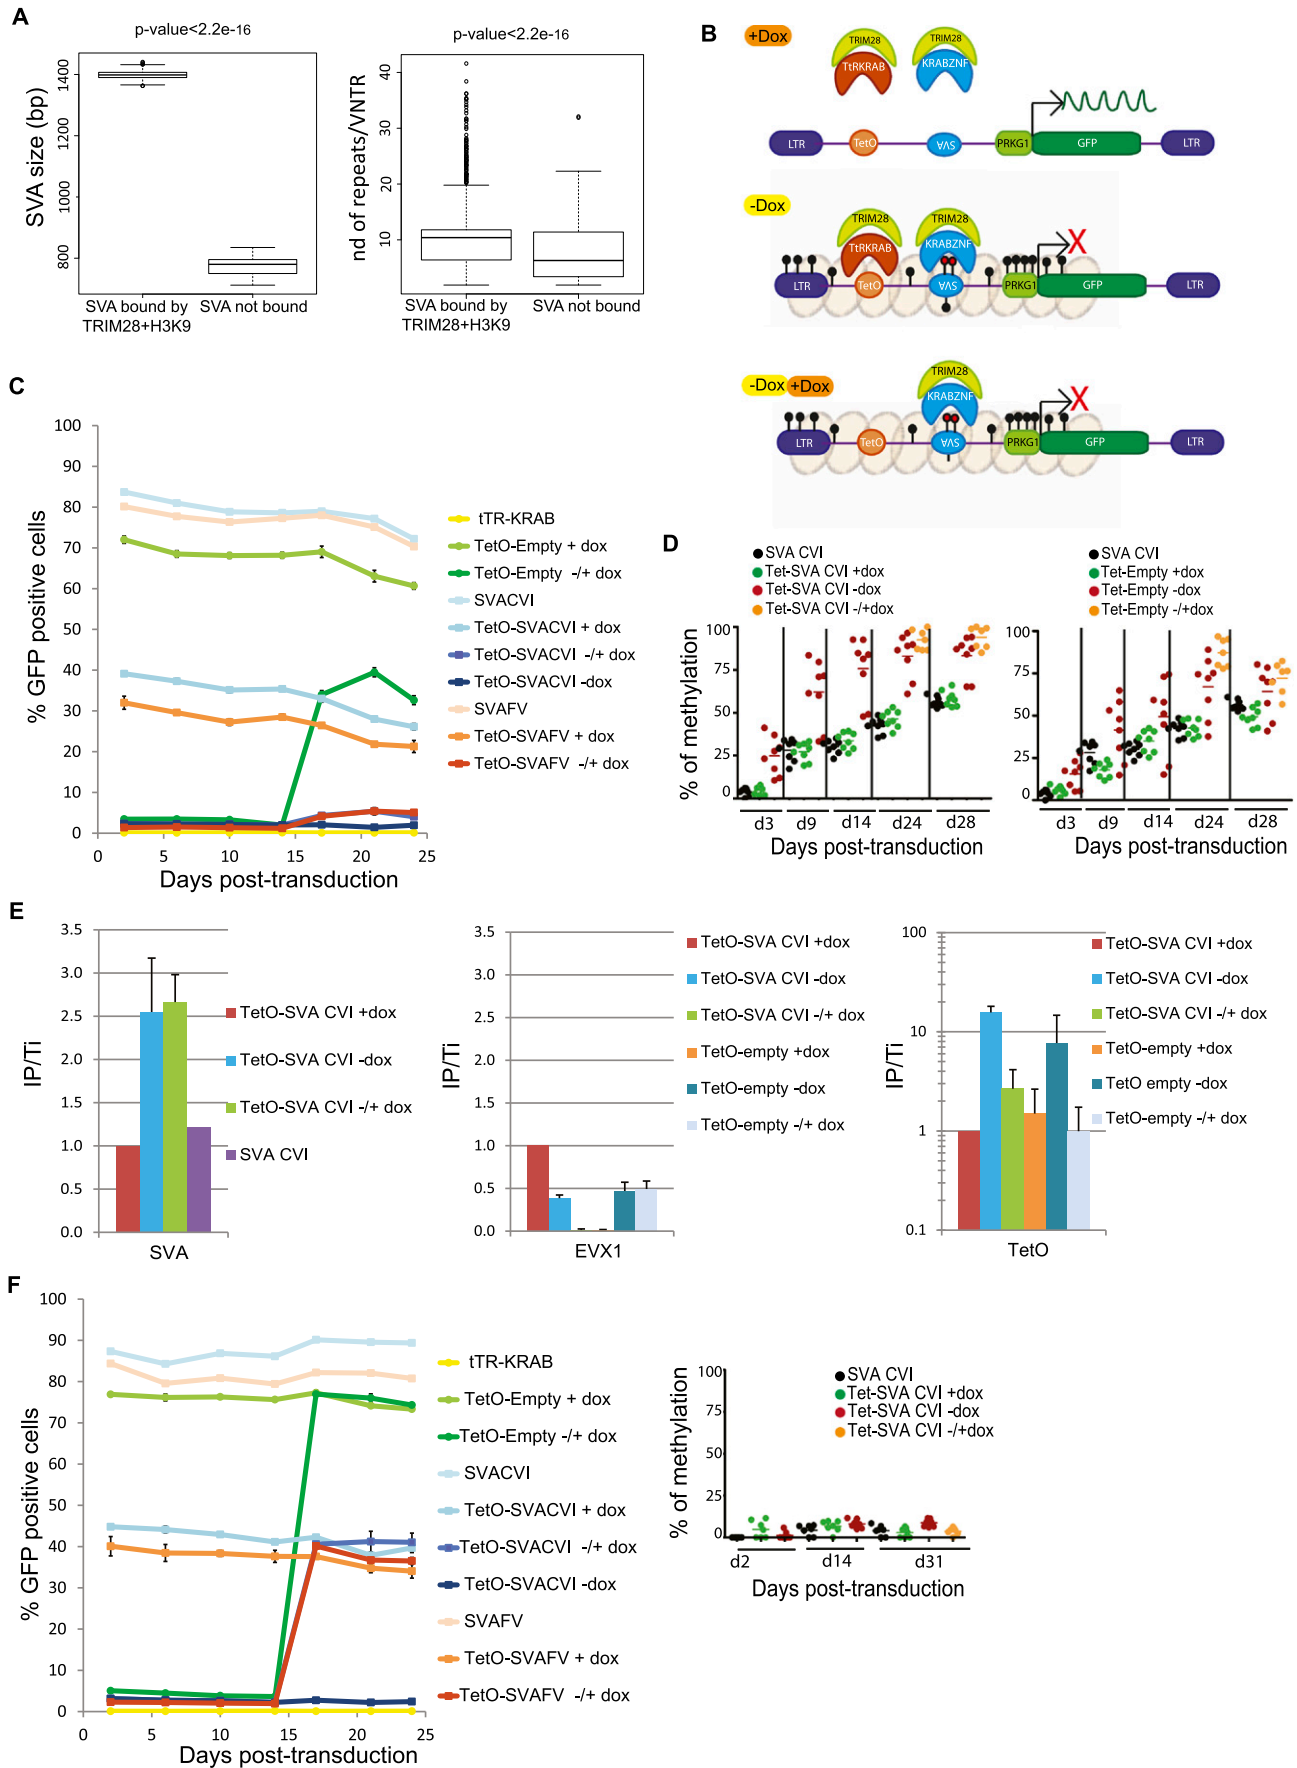 A
p-value<2.2e-16
SVA size (bp)
1400
1200
1000
800
SVA bound by
TRIM28+H3K9
SVA not bound
p-value<2.2e-16
nd of repeats/VNTR
40
30
20
10
SVA bound by
TRIM28+H3K9
SVA not bound
B
+Dox
TRIM28
TtRKRAB
TRIM28
KRABZNF
LTR
TetO
SVA
PRKG1
GFP
LTR
-Dox
TRIM28
TtRKRAB
TRIM28
KRABZNF
X
LTR
TetO
SVA
PRKG1
GFP
LTR
-Dox +Dox
TRIM28
KRABZNF
X
LTR
TetO
SVA
PRKG1
GFP
LTR
C
% GFP positive cells
100
90
80
70
60
50
40
30
20
10
0
0 5 10 15 20 25
Days post-transduction
tTR-KRAB
TetO-Empty + dox
TetO-Empty -/+ dox
SVACVI
TetO-SVACVI + dox
TetO-SVACVI -/+ dox
TetO-SVACVI -dox
SVAFV
TetO-SVAFV + dox
TetO-SVAFV -/+ dox
D
SVA CVI
Tet-SVA CVI +dox
Tet-SVA CVI -dox
Tet-SVA CVI -/+dox
% of methylation
100
75
50
25
0
d3 d9 d14 d24 d28
Days post-transduction
SVA CVI
Tet-Empty +dox
Tet-Empty -dox
Tet-Empty -/+dox
100
75
50
25
0
d3 d9 d14 d24 d28
Days post-transduction
E
IP/Ti
3.5
3.0
2.5
2.0
1.5
1.0
0.5
0.0
SVA
TetO-SVA CVI +dox
TetO-SVA CVI -dox
TetO-SVA CVI -/+ dox
SVA CVI
IP/Ti
3.5
3.0
2.5
2.0
1.5
1.0
0.5
0.0
EVX1
TetO-SVA CVI +dox
TetO-SVA CVI -dox
TetO-SVA CVI -/+ dox
TetO-empty +dox
TetO-empty -dox
TetO-empty -/+ dox
IP/Ti
100
10
1
0.1
TetO
TetO-SVA CVI +dox
TetO-SVA CVI -dox
TetO-SVA CVI -/+ dox
TetO-empty +dox
TetO empty -dox
TetO-empty -/+ dox
F
% GFP positive cells
100
90
80
70
60
50
40
30
20
10
0
0 5 10 15 20 25
Days post-transduction
tTR-KRAB
TetO-Empty + dox
TetO-Empty -/+ dox
SVACVI
TetO-SVACVI + dox
TetO-SVACVI -/+ dox
TetO-SVACVI -dox
SVAFV
TetO-SVAFV + dox
TetO-SVAFV -/+ dox
% of methylation
100
75
50
25
0
SVA CVI
Tet-SVA CVI +dox
Tet-SVA CVI -dox
Tet-SVA CVI -/+dox
d2 d14 d31
Days post-transduction